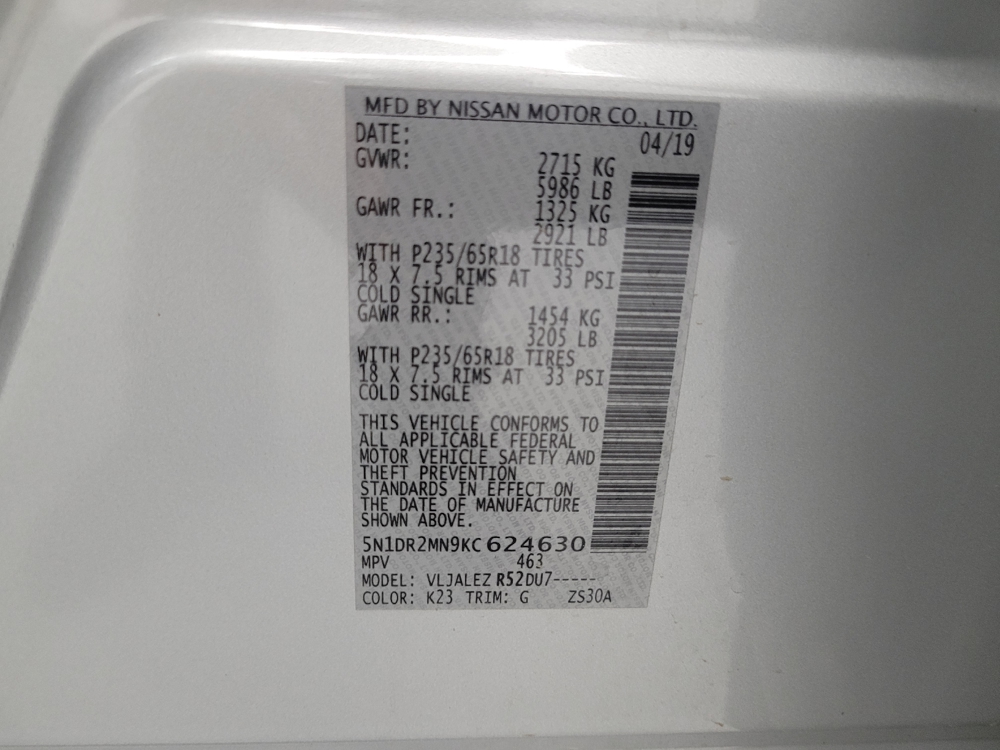 MFD BY NISSAN MOTOR CO., LTD.
DATE: 04/19
GVWR: 2715 KG
5986 LB
GAWR FR.: 1325 KG
2921 LB
WITH P235/65R18 TIRES
18 X 7.5 RIMS AT 33 PSI
COLD SINGLE
GAWR RR.: 1454 KG
3205 LB
WITH P235/65R18 TIRES
18 X 7.5 RIMS AT 33 PSI
COLD SINGLE
THIS VEHICLE CONFORMS TO
ALL APPLICABLE FEDERAL
MOTOR VEHICLE SAFETY AND
THEFT PREVENTION
STANDARDS IN EFFECT ON
THE DATE OF MANUFACTURE
SHOWN ABOVE.
5N1DR2MN9KC624630
MPV 463
MODEL: VLJALEZ R52DU7-----
COLOR: K23 TRIM: G ZS30A